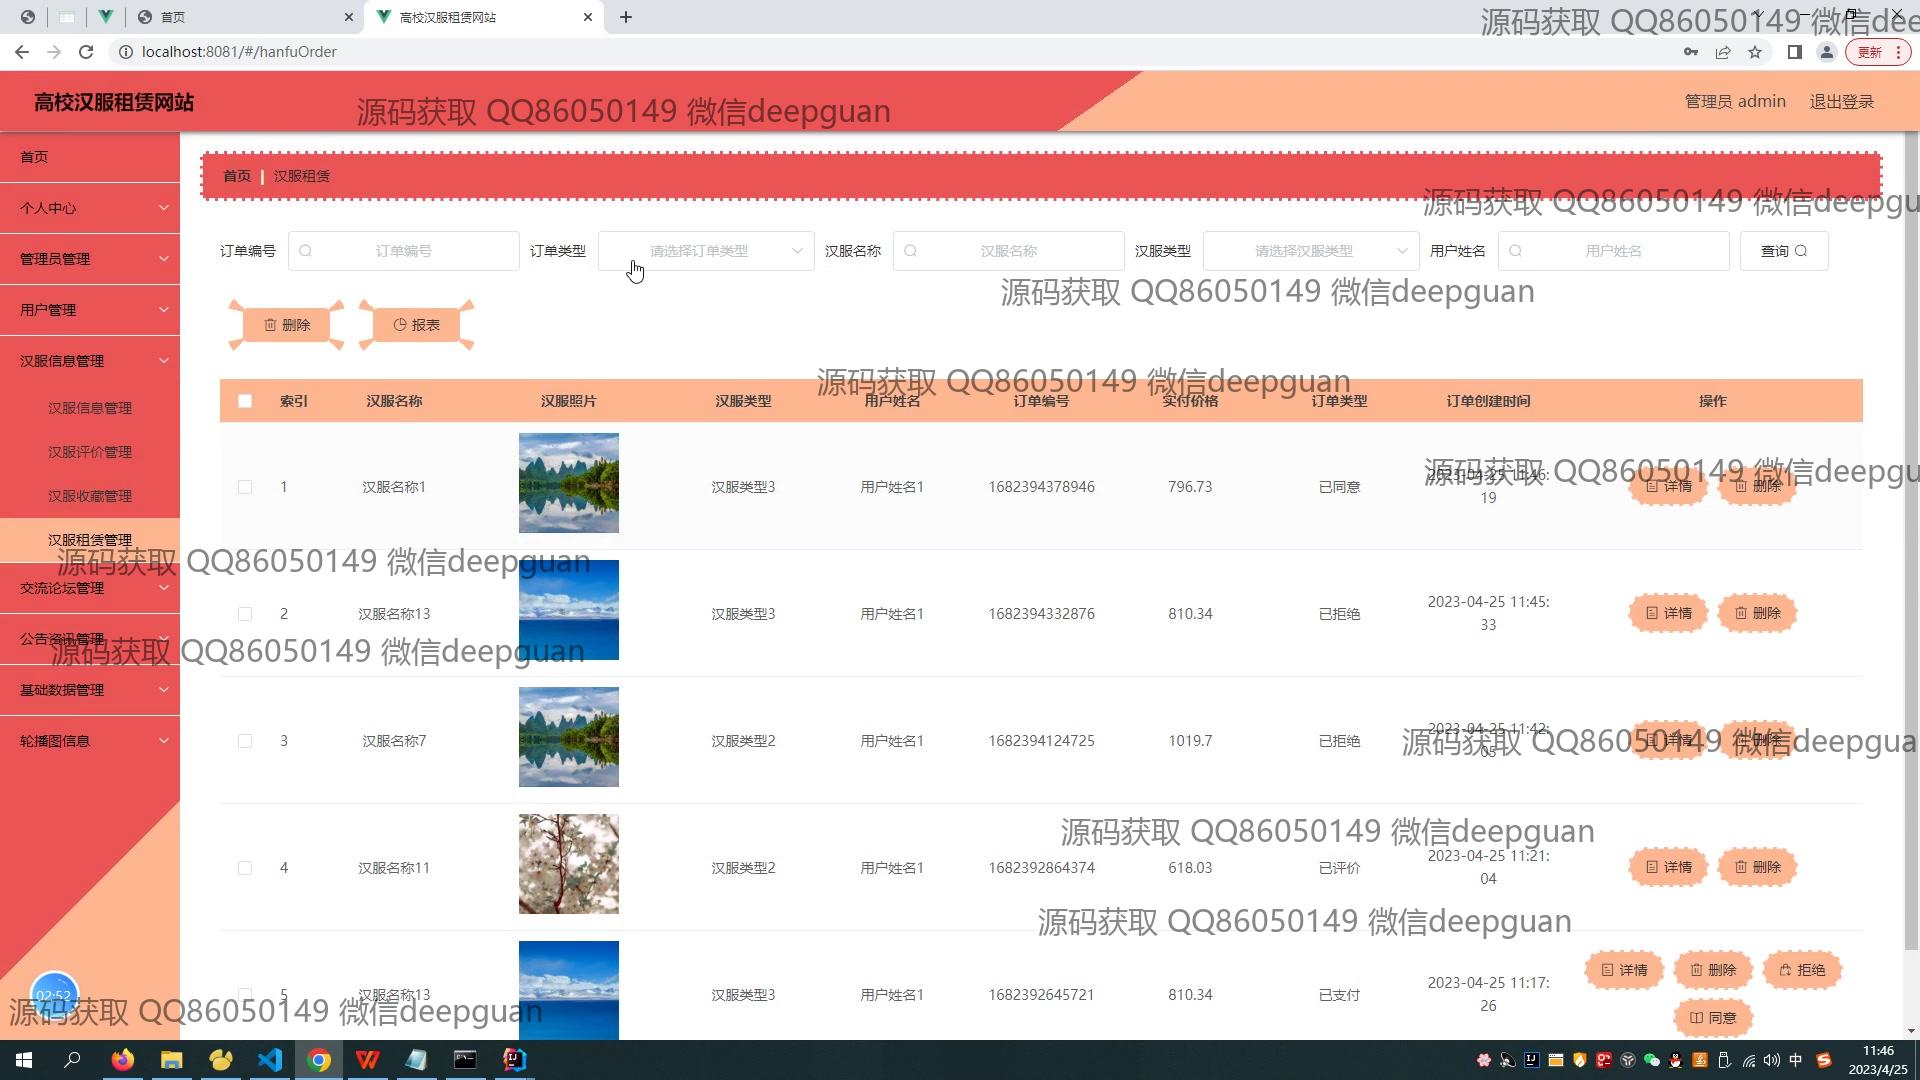 首页
高校汉服租赁网站
源码获取 QQ86050149 微信deepguan
localhost:8081/#/hanfuOrder
更新
高校汉服租赁网站
源码获取 QQ86050149 微信deepguan
管理员 admin
退出登录
首页
个人中心
管理员管理
用户管理
汉服信息管理
汉服信息管理
汉服评价管理
汉服收藏管理
汉服租赁管理
交流论坛管理
公告资讯管理
基础数据管理
轮播图信息
首页 | 汉服租赁
源码获取 QQ86050149 微信deepgu
订单编号 订单编号 订单类型 请选择订单类型 汉服名称 汉服名称 汉服类型 请选择汉服类型 用户姓名 用户姓名 查询
源码获取 QQ86050149 微信deepguan
删除 报表
源码获取 QQ86050149 微信deepguan
索引 汉服名称 汉服照片 汉服类型 用户姓名 订单编号 实付价格 订单类型 订单创建时间 操作
1 汉服名称1 汉服类型3 用户姓名1 1682394378946 796.73 已同意 2023-04-25 11:46:
19
详情 删除
源码获取 QQ86050149 微信deepgu
源码获取 QQ86050149 微信deepguan
2 汉服名称13 汉服类型3 用户姓名1 1682394332876 810.34 已拒绝 2023-04-25 11:45:
33
详情 删除
源码获取 QQ86050149 微信deepguan
3 汉服名称7 汉服类型2 用户姓名1 1682394124725 1019.7 已拒绝 2023-04-25 11:42:
05
详情 删除
源码获取 QQ86050149 微信deepgua
源码获取 QQ86050149 微信deepguan
4 汉服名称11 汉服类型2 用户姓名1 1682392864374 618.03 已评价 2023-04-25 11:21:
04
详情 删除
源码获取 QQ86050149 微信deepguan
5 汉服名称13 汉服类型3 用户姓名1 1682392645721 810.34 已支付 2023-04-25 11:17:
26
详情 删除 拒绝
同意
02:52
源码获取 QQ86050149 微信deepguan
中
11:46
2023/4/25